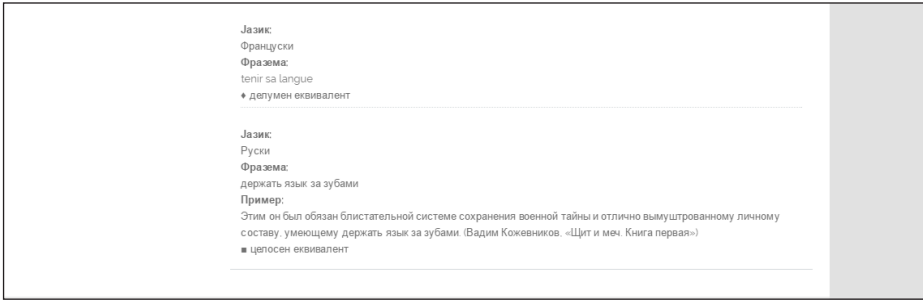 Јазик:
Француски
Фразема:
tenir sa langue
♦ делумен еквивалент
Јазик:
Руски
Фразема:
держать язык за зубами
Пример:
Этим он был обязан блистательной системе сохранения военной тайны и отлично вымуштрованному личному
составу, умеющему держать язык за зубами. (Вадим Кожевников, «Щит и меч. Книга первая»)
■ целосен еквивалент